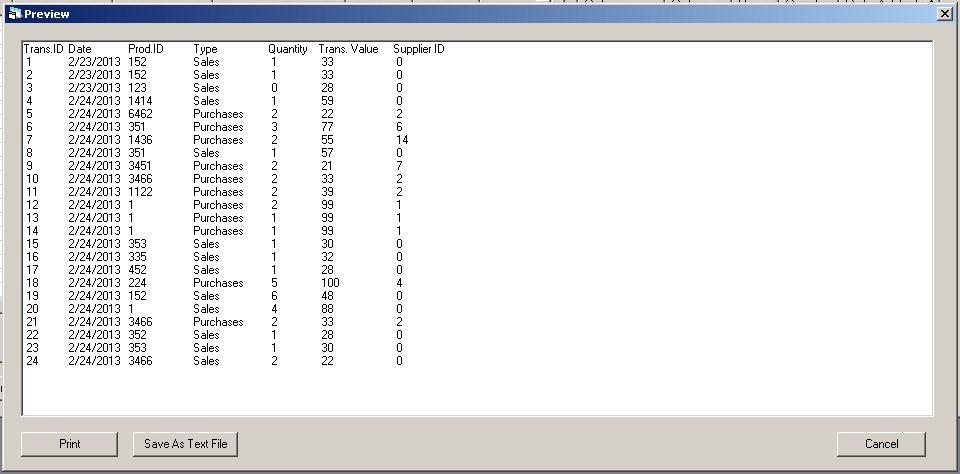 Preview
Trans.ID Date Prod.ID Type Quantity Trans. Value Supplier ID
1 2/23/2013 152 Sales 1 33 0
2 2/23/2013 152 Sales 1 33 0
3 2/23/2013 123 Sales 0 28 0
4 2/24/2013 1414 Sales 1 59 0
5 2/24/2013 6462 Purchases 2 22 2
6 2/24/2013 351 Purchases 3 77 6
7 2/24/2013 1436 Purchases 2 55 14
8 2/24/2013 351 Sales 1 57 0
9 2/24/2013 3451 Purchases 2 21 7
10 2/24/2013 3466 Purchases 2 33 2
11 2/24/2013 1122 Purchases 2 39 2
12 2/24/2013 1 Purchases 2 99 1
13 2/24/2013 1 Purchases 1 99 1
14 2/24/2013 1 Purchases 1 99 1
15 2/24/2013 353 Sales 1 30 0
16 2/24/2013 335 Sales 1 32 0
17 2/24/2013 452 Sales 1 28 0
18 2/24/2013 224 Purchases 5 100 4
19 2/24/2013 152 Sales 6 48 0
20 2/24/2013 1 Sales 4 88 0
21 2/24/2013 3466 Purchases 2 33 2
22 2/24/2013 352 Sales 1 28 0
23 2/24/2013 353 Sales 1 30 0
24 2/24/2013 3466 Sales 2 22 0
Print Save As Text File Cancel